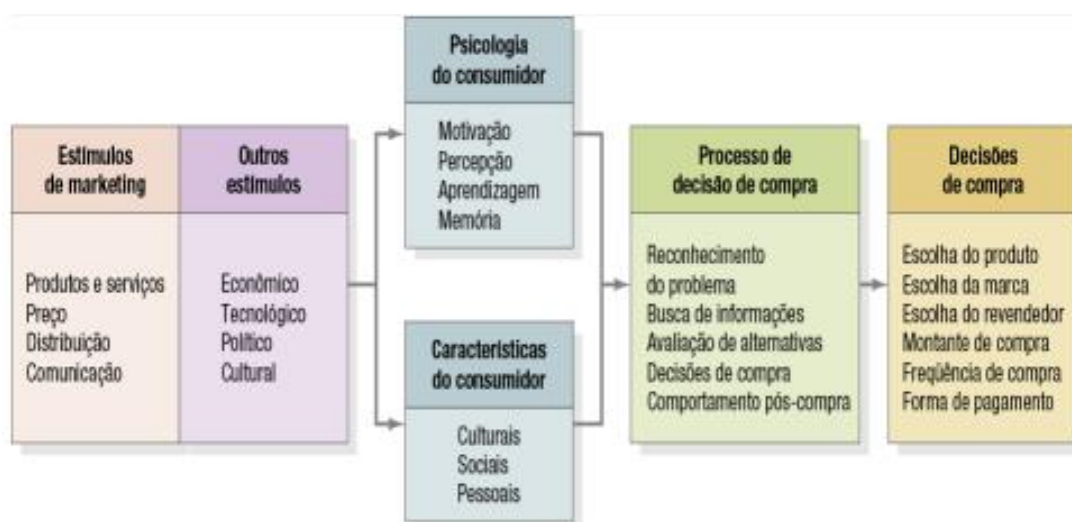 Estímulos
de marketing
Produtos e serviços
Preço
Distribuição
Comunicação
Outros
estímulos
Econômico
Tecnológico
Político
Cultural
Psicologia
do consumidor
Motivação
Percepção
Aprendizagem
Memória
Características
do consumidor
Culturais
Sociais
Pessoais
Processo de
decisão de compra
Reconhecimento
do problema
Busca de informações
Avaliação de alternativas
Decisões de compra
Comportamento pós-compra
Decisões
de compra
Escolha do produto
Escolha da marca
Escolha do revendedor
Montante de compra
Freqüência de compra
Forma de pagamento